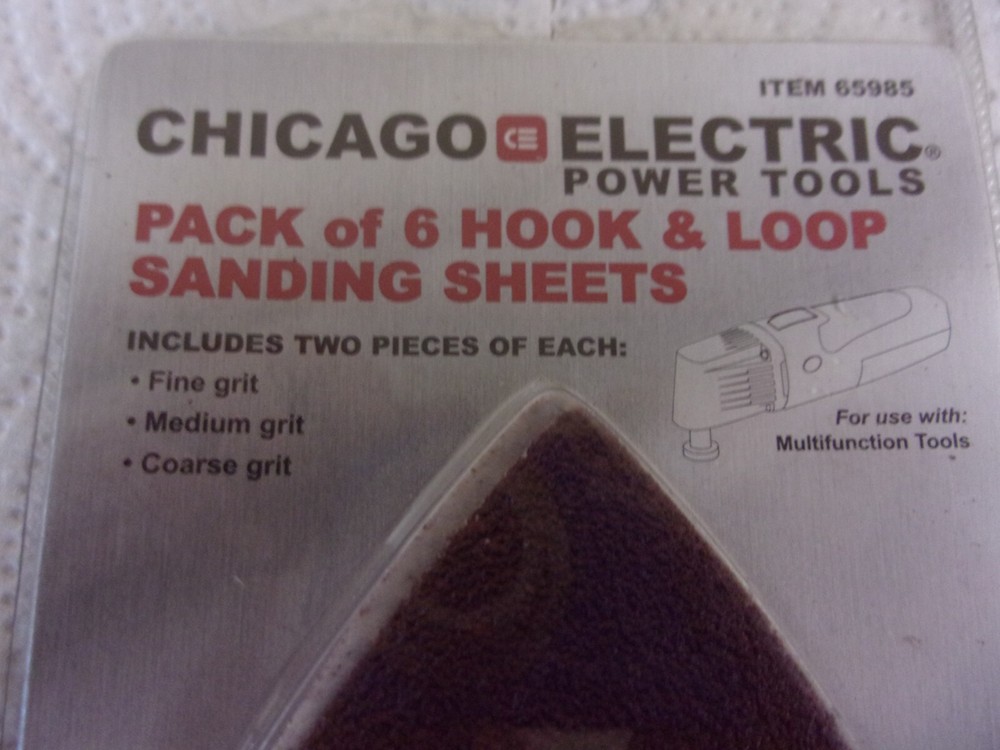 ITEM 65985
CHICAGO CE ELECTRIC®
POWER TOOLS
PACK of 6 HOOK & LOOP
SANDING SHEETS
INCLUDES TWO PIECES OF EACH:
• Fine grit
• Medium grit
• Coarse grit
For use with:
Multifunction Tools